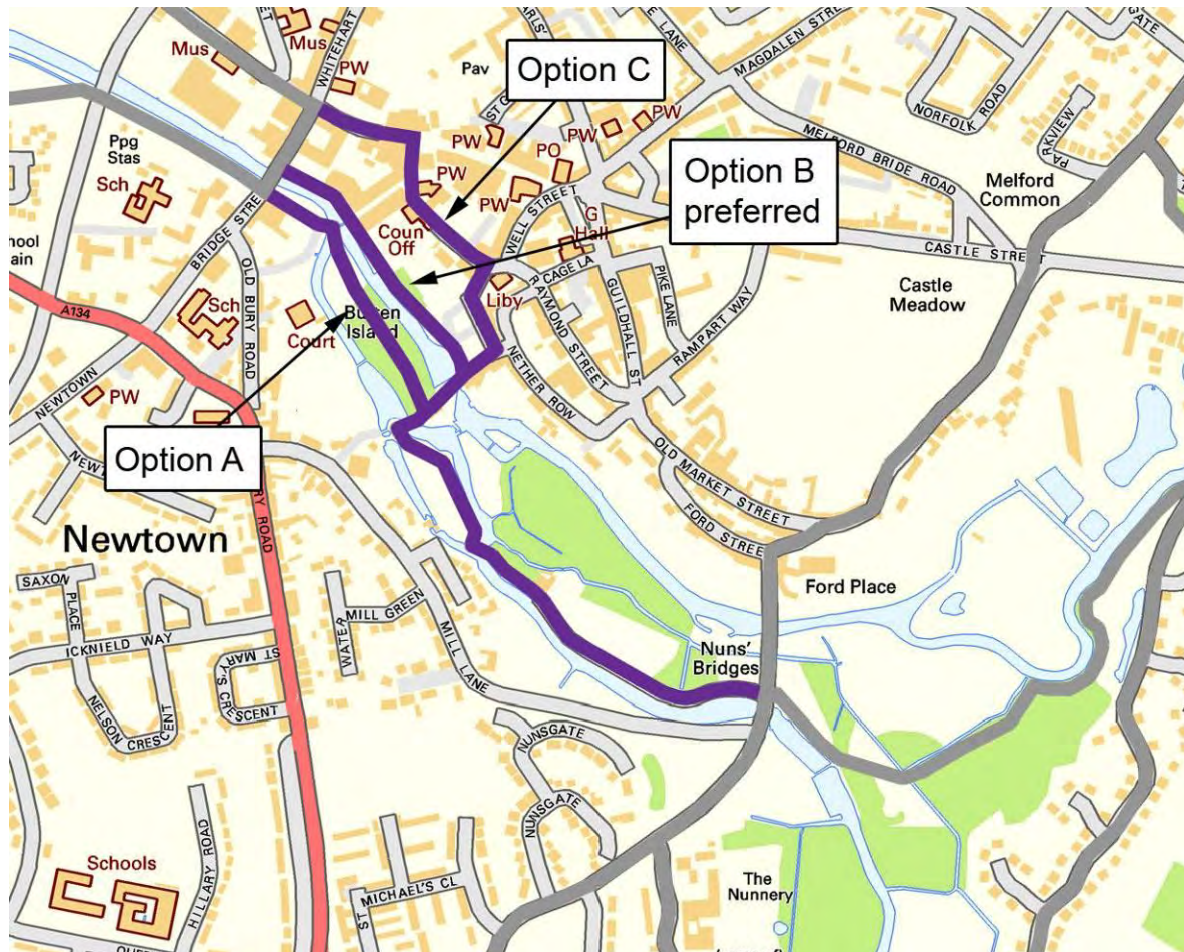 Mus
Mus
WHITEHART
PW
Pav
Option C
MAGDALEN STREET
NORFOLK ROAD
PW
PW
PW
PO
PW
PW
MELFORD BRIDE ROAD
Melford
Common
Ppg
Stas
Sch
Option B
preferred
WELL STREET
G
Hall
Coun
Off
CAGE LA
Liby
RAYMOND STREET
GUILDHALL ST
PIKE LANE
RAMPART WAY
CASTLE STREET
Castle
Meadow
BRIDGE STRE
OLD BURY ROAD
Sch
Court
Island
A134
NEWTOWN
PW
NETHER ROW
Option A
OLD MARKET STREET
FORD STREE
Newtown
Ford Place
SAXON
PLACE
ICKNIELD WAY
NELSON CRESCENT
ST MARY'S CRESCENT
WATER
MILL GREEN
MILL LANE
Nuns'
Bridges
NUNSGATE
NUNSGATE
Schools
HILLARY ROAD
ST MICHAEL'S CL
The
Nunnery